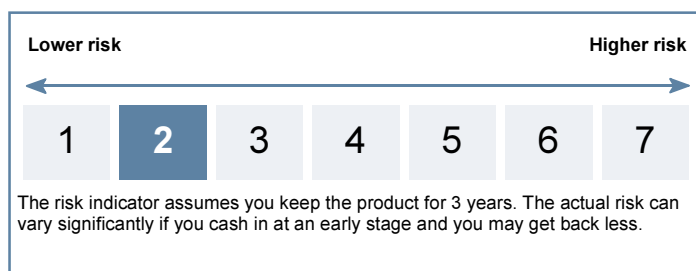 Lower risk Higher risk
1 2 3 4 5 6 7
The risk indicator assumes you keep the product for 3 years. The actual risk can
vary significantly if you cash in at an early stage and you may get back less.